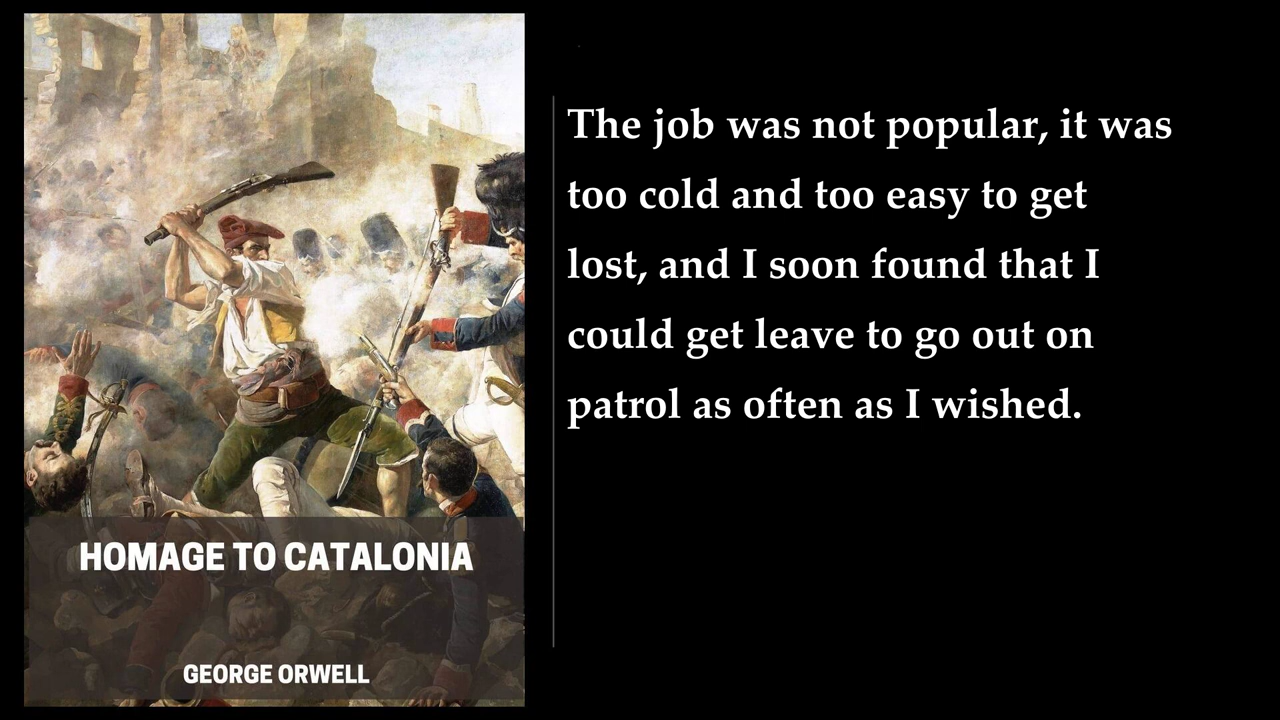 The job was not popular, it was
too cold and too easy to get
lost, and I soon found that I
could get leave to go out on
patrol as often as I wished.
HOMAGE TO CATALONIA
GEORGE ORWELL